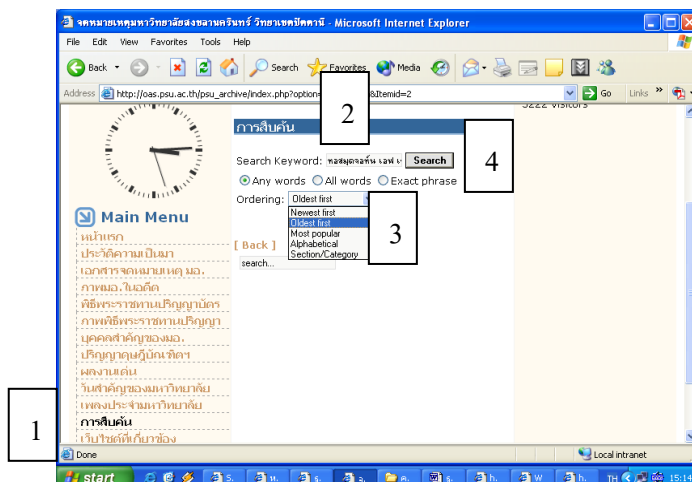 จดหมายเหตุมหาวิทยาลัยสงขลานครินทร์ วิทยาเขตปัตตานี - Microsoft Internet Explorer
File Edit View Favorites Tools Help
Back Search Favorites Media
Address http://oas.psu.ac.th/psu_archive/index.php?option= &Itemid=2 Go Links
3222 visitors
การสืบค้น
Search Keyword: หอสมุดจอห์น เอฟ Search
Any words All words Exact phrase
Ordering: Oldest first
Newest first
Oldest first
Most popular
Alphabetical
Section/Category
[ Back ]
search...
Main Menu
หน้าแรก
ประวัติความเป็นมา
เอกสารจดหมายเหตุ มอ.
ภาพมอ.ในอดีต
พิธีพระราชทานปริญญาบัตร
ภาพพิธีพระราชทานปริญญา
บุคคลสำคัญของมอ.
ปริญญาดุษฎีบัณฑิตฯ
ผลงานเด่น
วันสำคัญของมหาวิทยาลัย
เพลงประจำมหาวิทยาลัย
การสืบค้น
เว็บไซต์ที่เกี่ยวข้อง
1
2
3
4
Done Local intranet
start S. ห. s. จ. ค. s. h. W h. TH 15:14